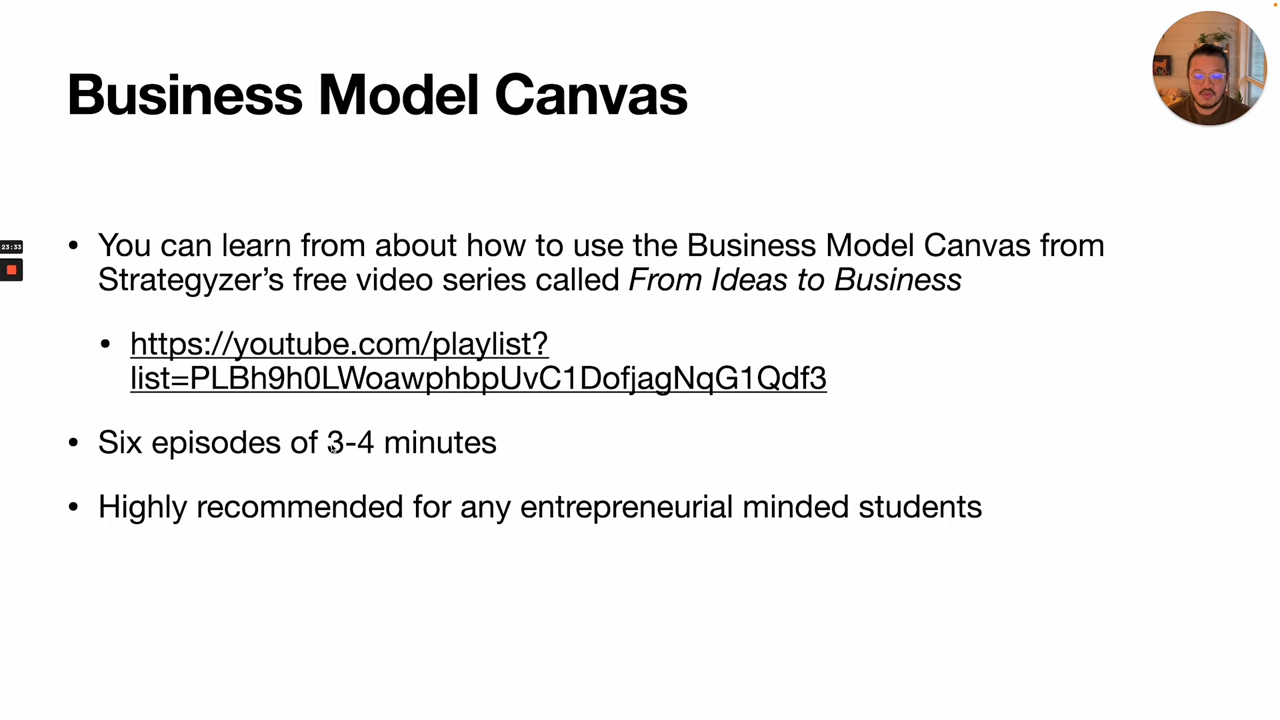 Business Model Canvas
23:33
• You can learn from about how to use the Business Model Canvas from
Strategyzer’s free video series called From Ideas to Business
• https://youtube.com/playlist?
list=PLBh9h0LWoawphbpUvC1DofjagNqG1Qdf3
• Six episodes of 3-4 minutes
• Highly recommended for any entrepreneurial minded students